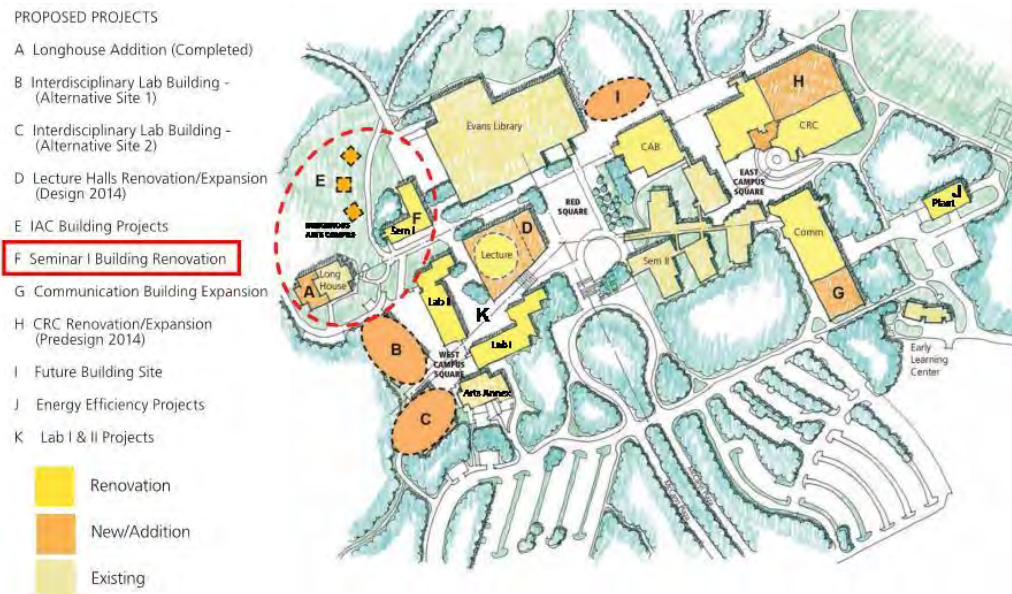 PROPOSED PROJECTS
A Longhouse Addition (Completed)
B Interdisciplinary Lab Building -
(Alternative Site 1)
C Interdisciplinary Lab Building -
(Alternative Site 2)
D Lecture Halls Renovation/Expansion
(Design 2014)
E IAC Building Projects
F Seminar I Building Renovation
G Communication Building Expansion
H CRC Renovation/Expansion
(Predesign 2014)
I Future Building Site
J Energy Efficiency Projects
K Lab I & II Projects
Renovation
New/Addition
Existing
I
H
Evans Library
CRC
CAB
E
EAST
CAMPUS
SQUARE
J
Plant
INDIGENOUS
ARTS CAMPUS
F
Sem I
RED
SQUARE
D
Lecture
Comm
Sem II
Long
House
A
Lab II
K
G
B
Lab I
WEST
CAMPUS
SQUARE
Early
Learning
Center
Arts Annex
C